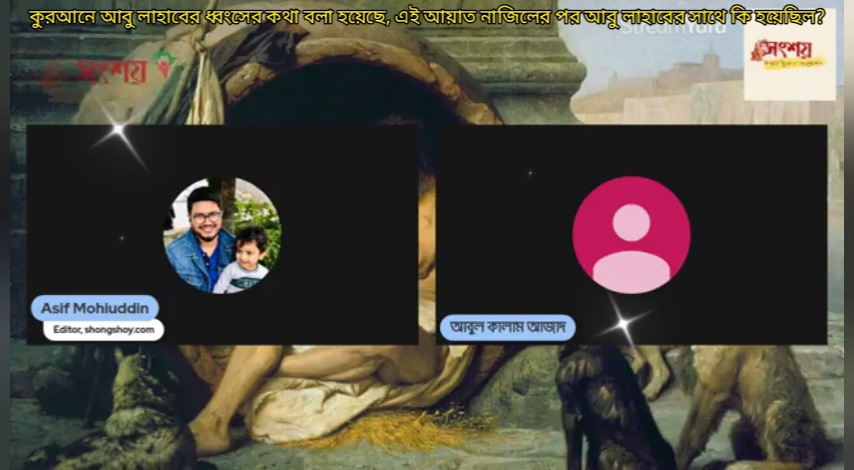 কুরআনে আবু লাহাবের ধ্বংসের কথা বলা হয়েছে, এই আয়াত নাজিলের পর আবু লাহাবের সাথে কি হয়েছিল?
StreamYard
সংশয়
সংশয়
Asif Mohiuddin
Editor, shongshoy.com
আবুল কালাম আজাদ